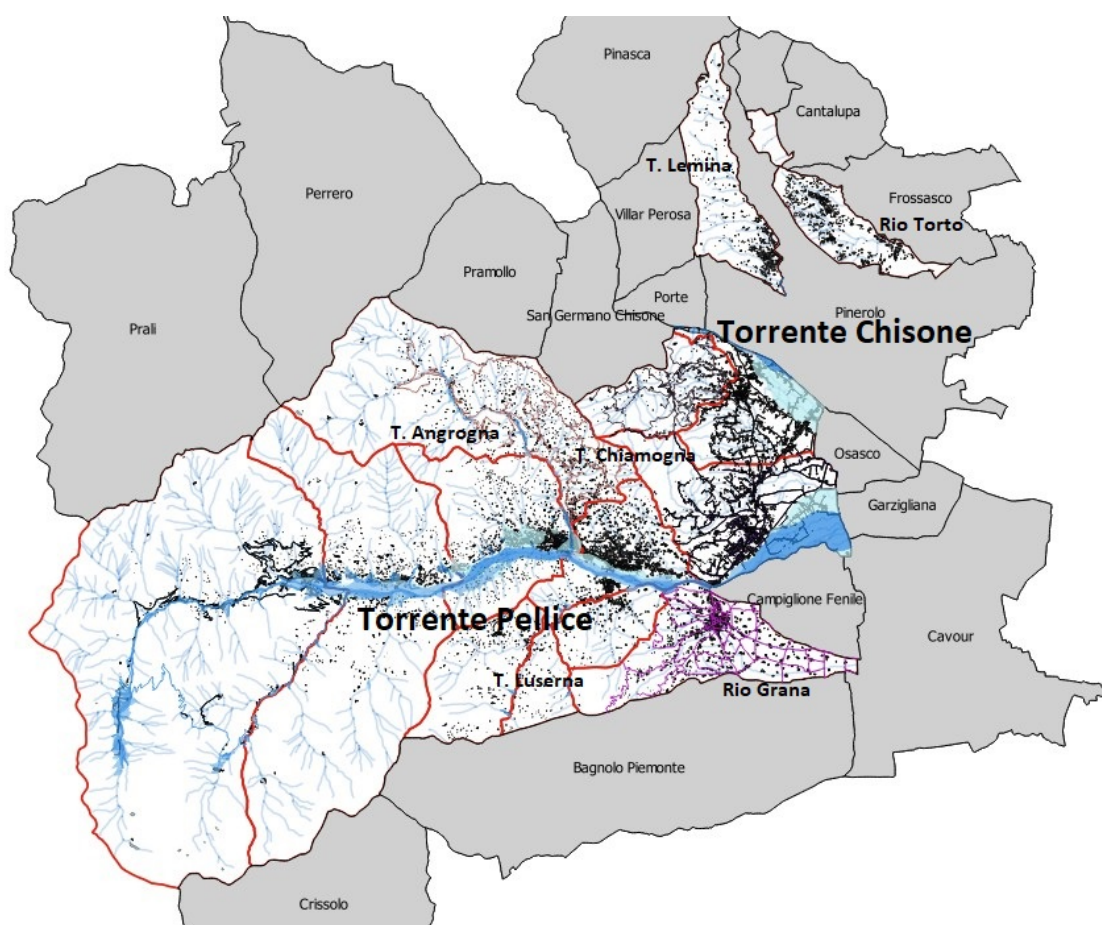 Pinasca
Cantalupa
T. Lemina
Perrero
Frossasco
Villar Perosa
Rio Torto
Pramollo
Porte
San Germano Chisone
Pinerolo
Prali
Torrente Chisone
T. Angrogna
T. Chiamogna
Osasco
Garzigliana
Campiglione Fenile
Torrente Pellice
Cavour
T. Luserna
Rio Grana
Bagnolo Piemonte
Crissolo